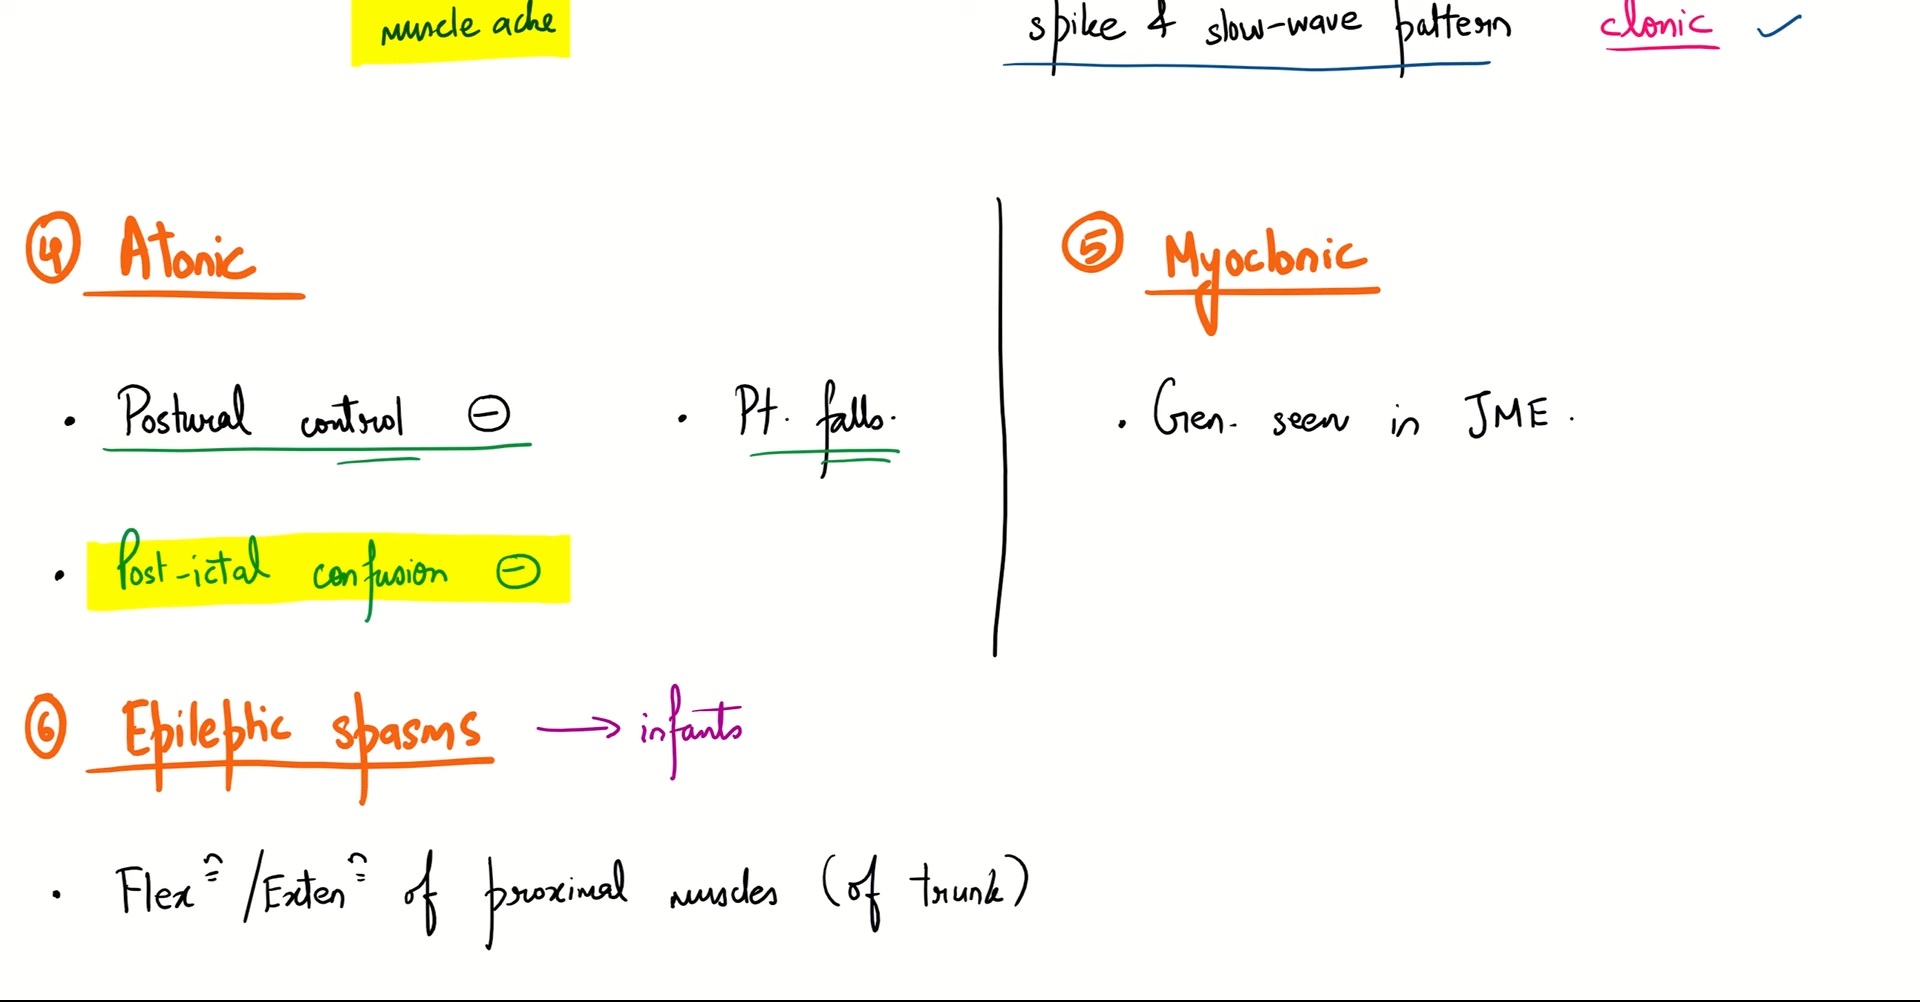 muscle ache
spike & slow-wave pattern clonic ✓
④ Atonic
• Postural control ⊖ • Pt. falls.
• Post-ictal confusion ⊖
⑤ Myoclonic
• Gen. seen in JME.
⑥ Epileptic spasms → infants
• Flexⁿ/Extenⁿ of proximal muscles (of trunk)